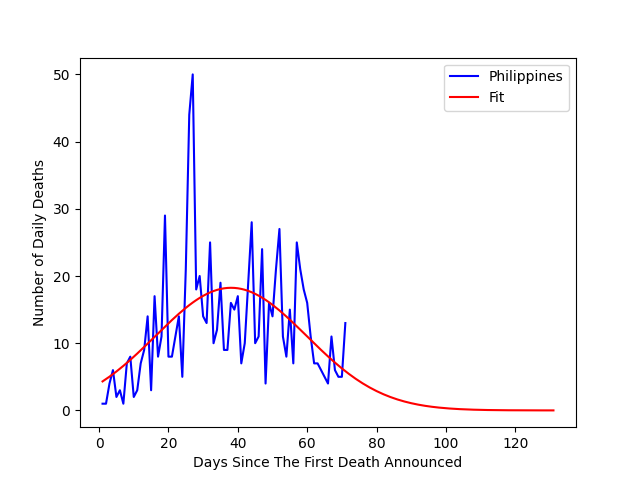 Philippines
Fit
50
40
30
20
10
0
Number of Daily Deaths
0 20 40 60 80 100 120
Days Since The First Death Announced